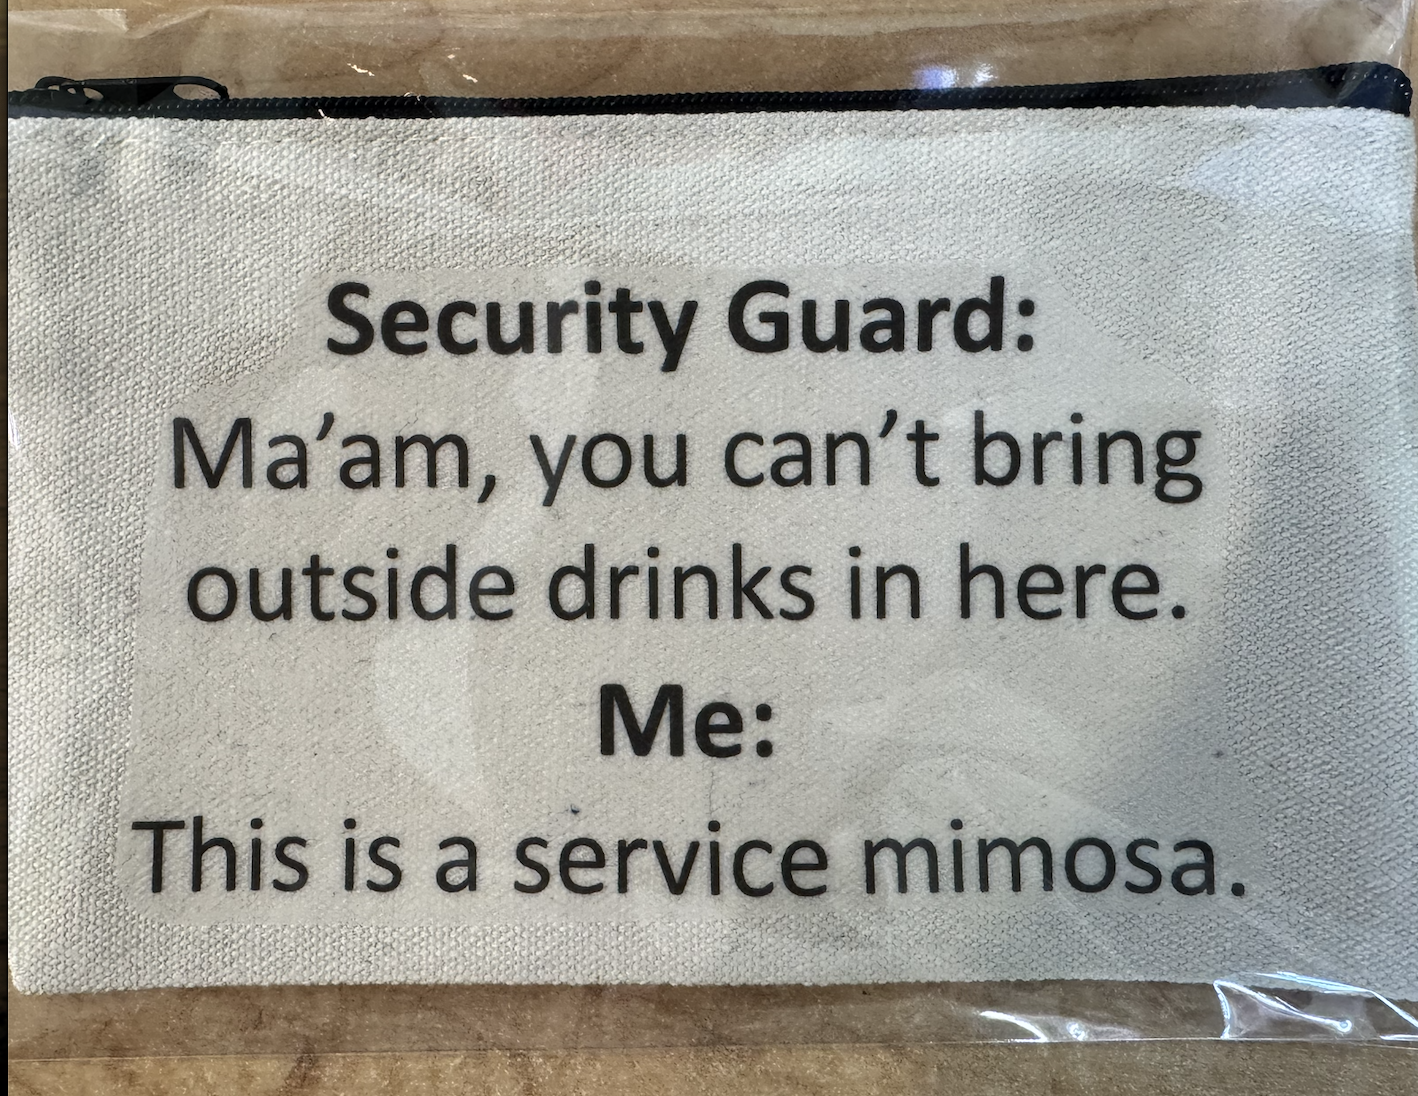 Security Guard:
Ma’am, you can’t bring
outside drinks in here.
Me:
This is a service mimosa.